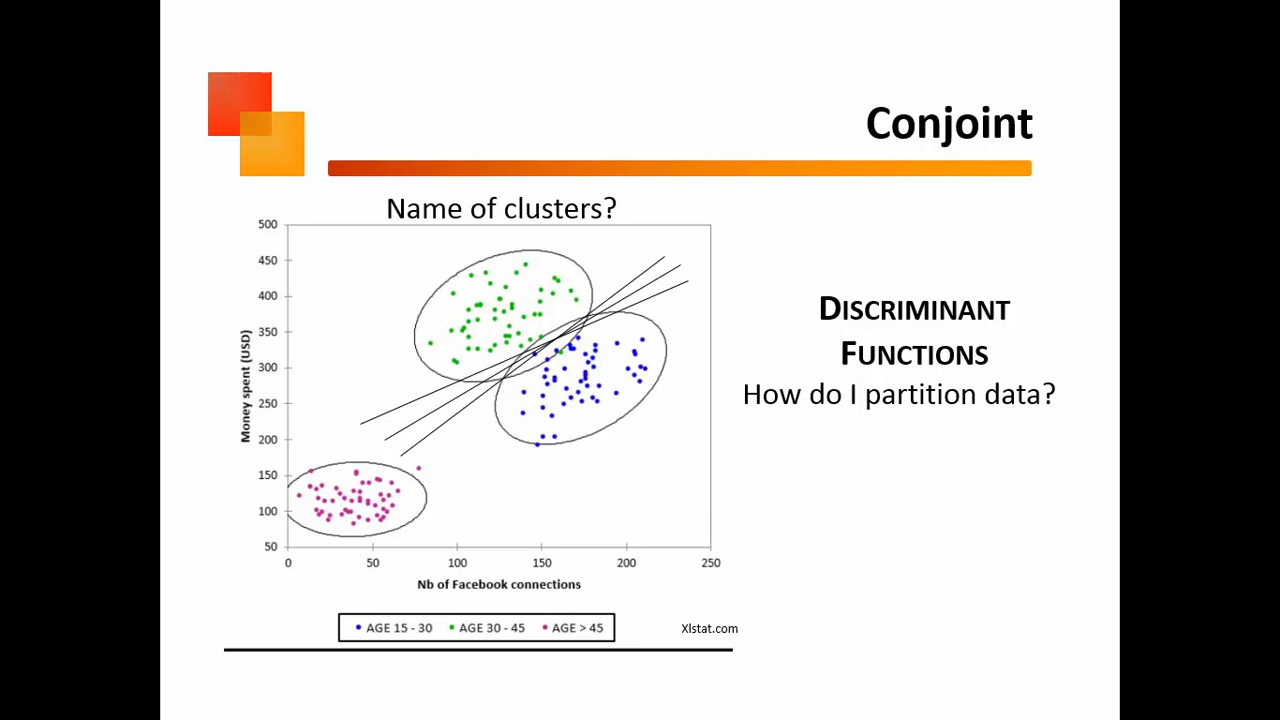 Conjoint
Name of clusters?
500
450
400
350
300
250
200
150
100
50
Money spent (USD)
0 50 100 150 200 250
Nb of Facebook connections
AGE 15 - 30 AGE 30 - 45 AGE > 45
Xlstat.com
DISCRIMINANT
FUNCTIONS
How do I partition data?